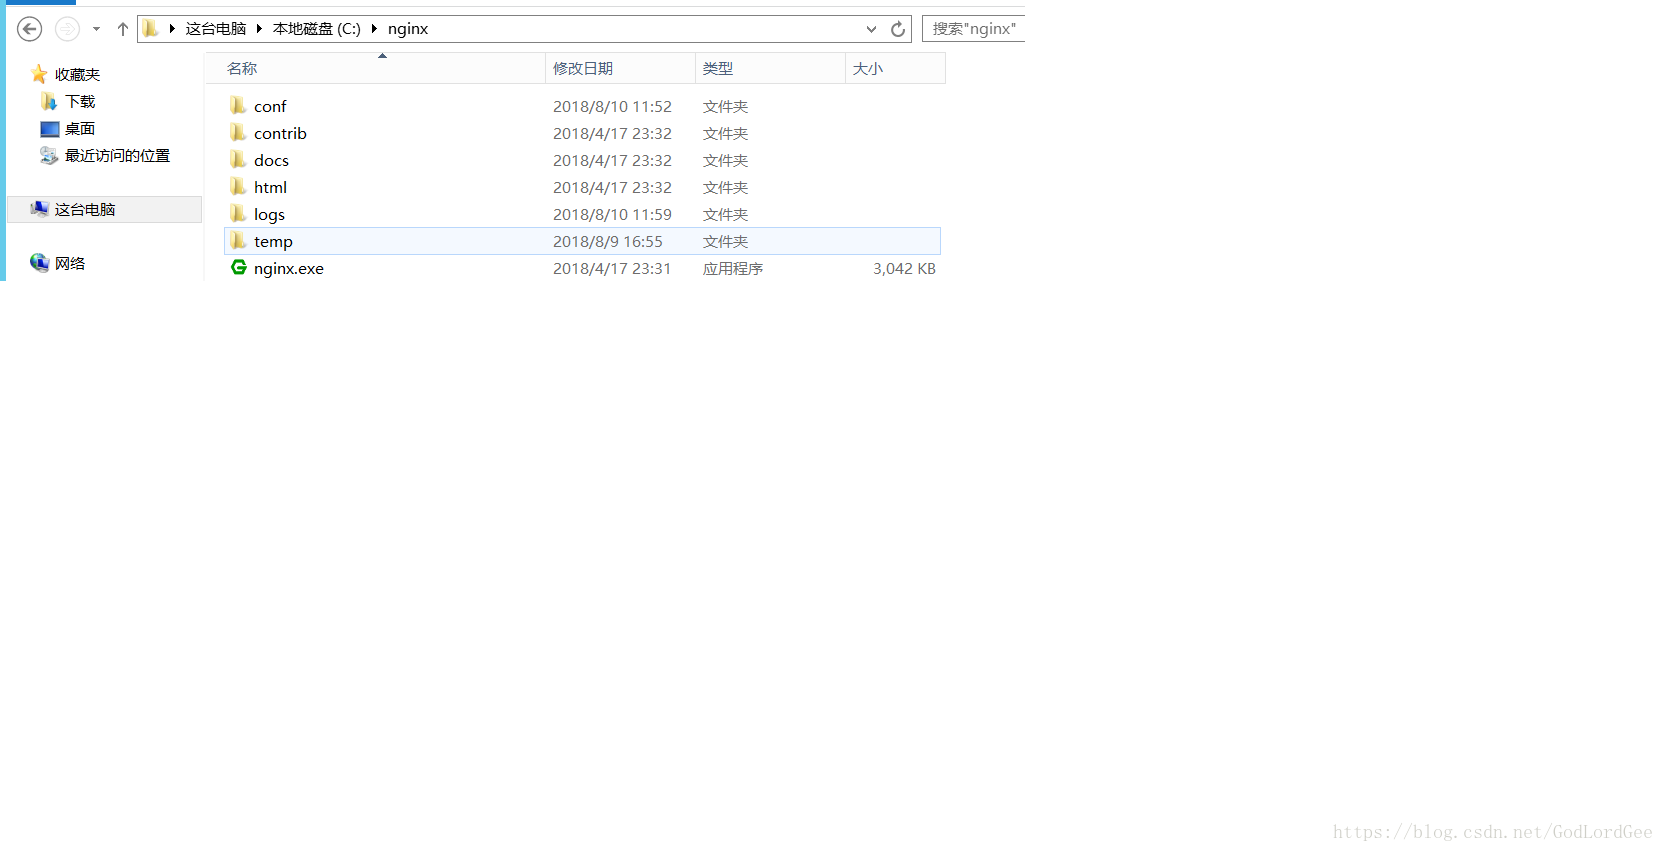 这台电脑 本地磁盘 (C:) nginx 搜索"nginx"
收藏夹
下载
桌面
最近访问的位置
这台电脑
网络
名称 修改日期 类型 大小
conf 2018/8/10 11:52 文件夹
contrib 2018/4/17 23:32 文件夹
docs 2018/4/17 23:32 文件夹
html 2018/4/17 23:32 文件夹
logs 2018/8/10 11:59 文件夹
temp 2018/8/9 16:55 文件夹
nginx.exe 2018/4/17 23:31 应用程序 3,042 KB
https://blog.csdn.net/GodLordGee